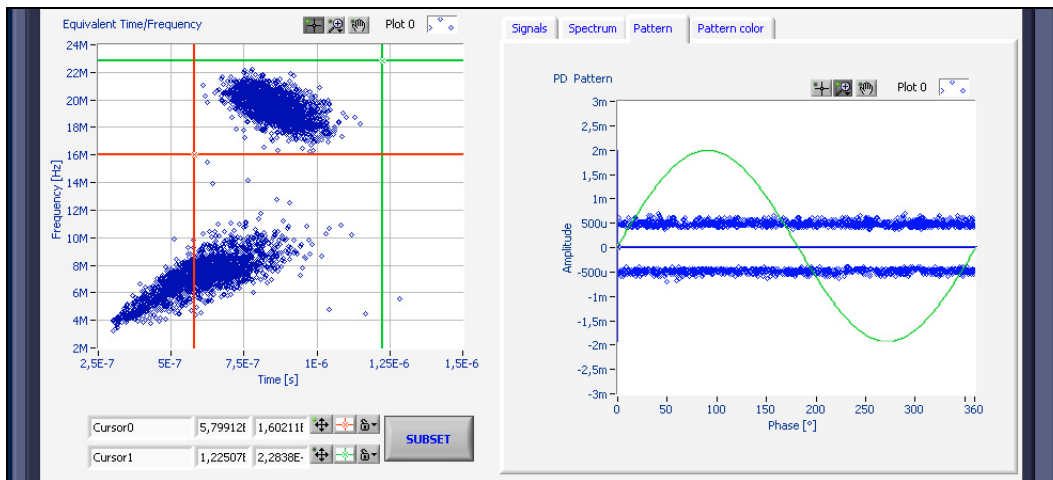 Equivalent Time/Frequency
Plot 0
24M
22M
20M
18M
16M
14M
12M
10M
8M
6M
4M
2M
Frequency [Hz]
2,5E-7 5E-7 7,5E-7 1E-6 1,25E-6 1,5E-6
Time [s]
Cursor0 5,79912E 1,60211E
Cursor1 1,22507E 2,2838E-
SUBSET
Signals Spectrum Pattern Pattern color
PD Pattern
Plot 0
3m
2,5m
2m
1,5m
1m
500u
0
-500u
-1m
-1,5m
-2m
-2,5m
-3m
Amplitude
0 50 100 150 200 250 300 360
Phase [°]